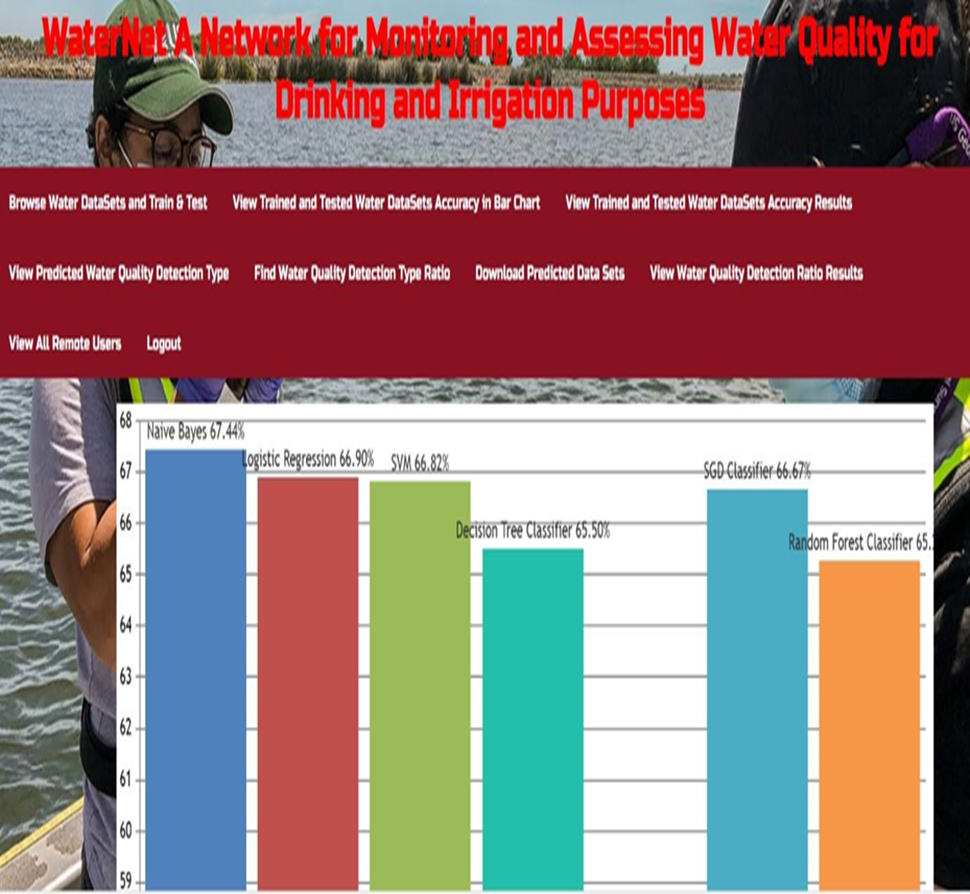 WaterNet A Network for Monitoring and Assessing Water Quality for
Drinking and Irrigation Purposes
Browse Water DataSets and Train & Test View Trained and Tested Water DataSets Accuracy in Bar Chart View Trained and Tested Water DataSets Accuracy Results
View Predicted Water Quality Detection Type Find Water Quality Detection Type Ratio Download Predicted Data Sets View Water Quality Detection Ratio Results
View All Remote Users Logout
68
Naive Bayes 67.44%
Logistic Regression 66.90%
SVM 66.82%
SGD Classifier 66.67%
67
66
Decision Tree Classifier 65.50%
Random Forest Classifier 65.
65
64
63
62
61
60
59